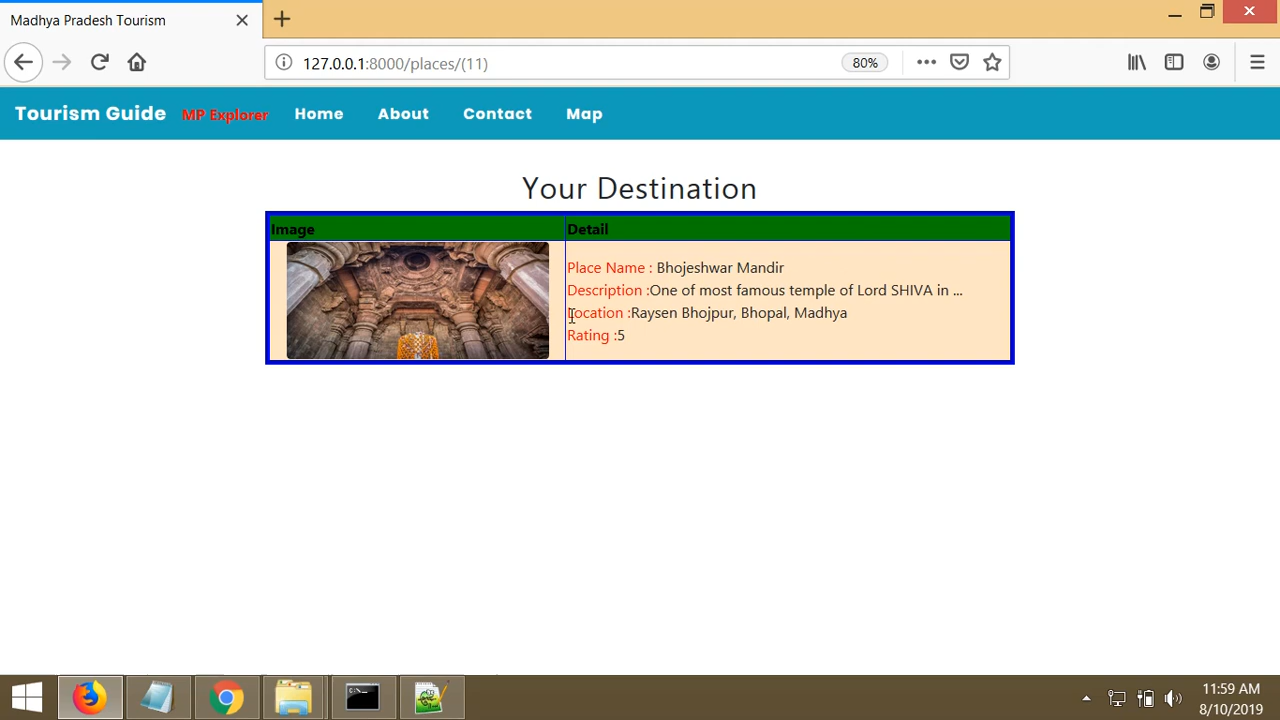 Madhya Pradesh Tourism
127.0.0.1:8000/places/(11)
80%
Tourism Guide MP Explorer Home About Contact Map
Your Destination
Image Detail
Place Name : Bhojeshwar Mandir
Description :One of most famous temple of Lord SHIVA in ...
Location :Raysen Bhojpur, Bhopal, Madhya
Rating :5
11:59 AM
8/10/2019